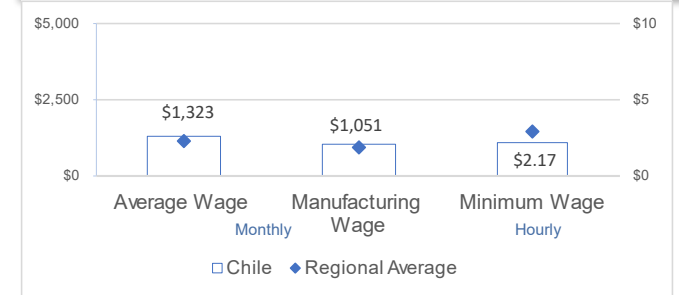 $5,000
$10
$2,500
$5
$0
$0
$1,323
$1,051
$2.17
Average Wage
Manufacturing
Wage
Minimum Wage
Monthly
Hourly
Chile
Regional Average